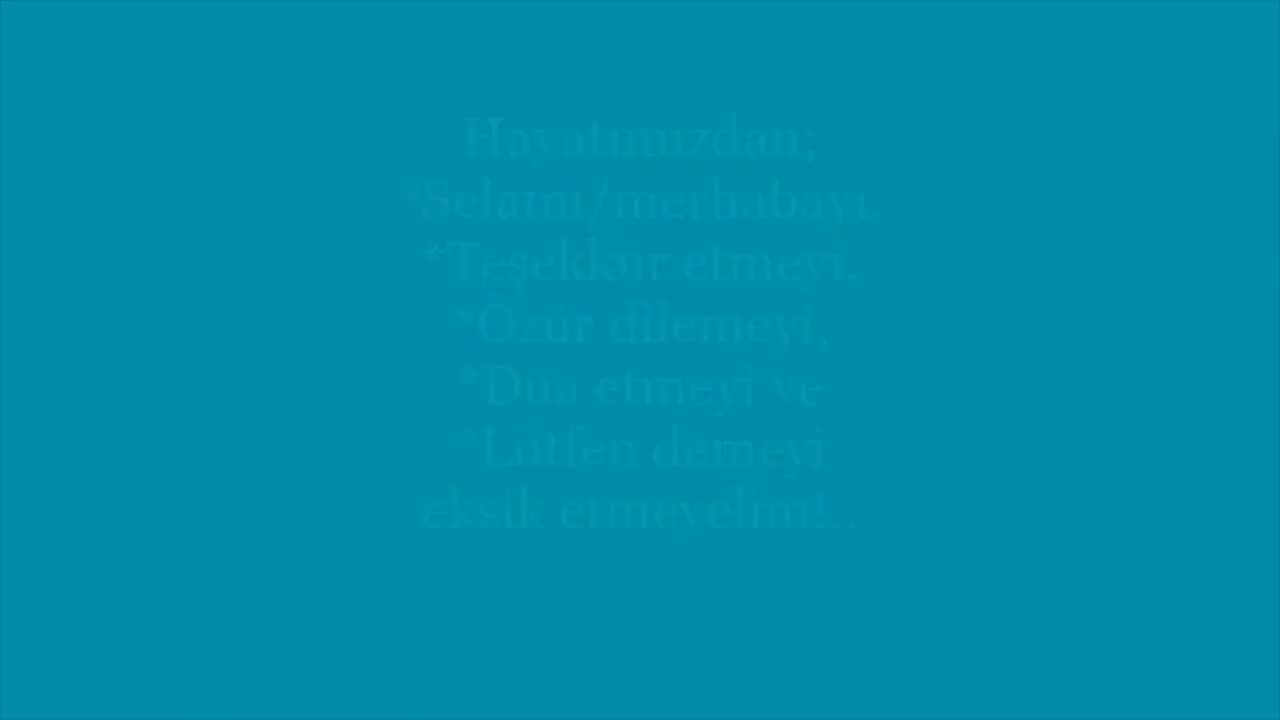 Hayatımızdan;
*Selamı/merhabayı,
*Teşekkür etmeyi,
*Özür dilemeyi,
*Dua etmeyi ve
*Lütfen demeyi
eksik etmeyelim!..